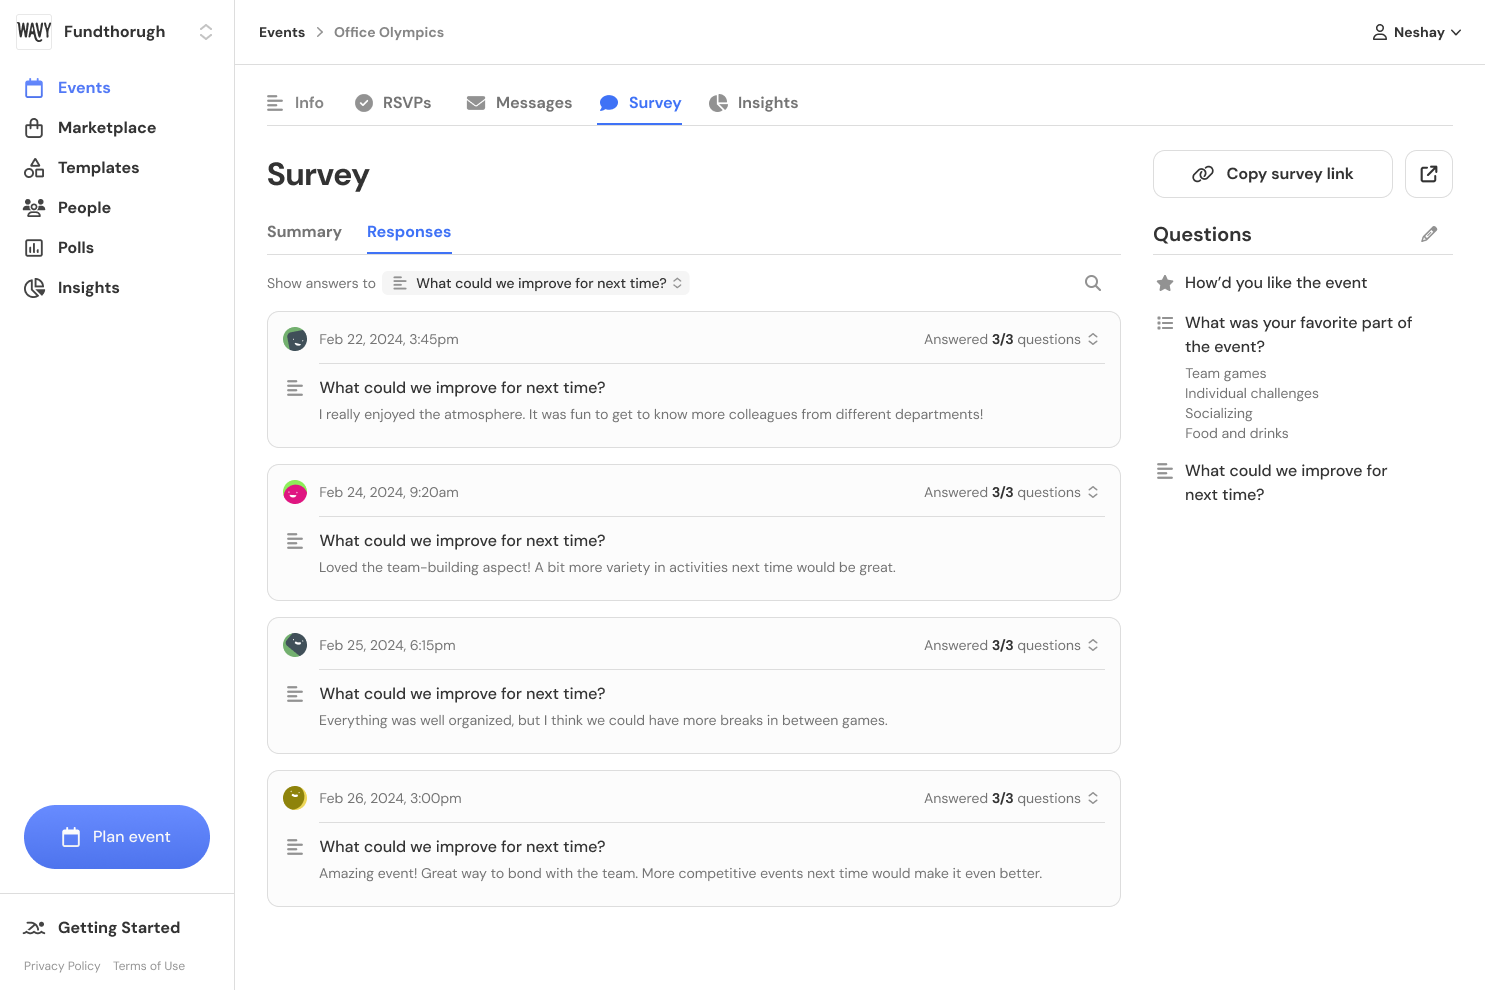 WAVY
Fundthorugh
Events
Marketplace
Templates
People
Polls
Insights
Plan event
Getting Started
Privacy Policy Terms of Use
Events Office Olympics
Neshay
Info RSVPs Messages Survey Insights
Survey
Copy survey link
Summary Responses
Show answers to What could we improve for next time?
Feb 22, 2024, 3:45pm Answered 3/3 questions
What could we improve for next time?
I really enjoyed the atmosphere. It was fun to get to know more colleagues from different departments!
Feb 24, 2024, 9:20am Answered 3/3 questions
What could we improve for next time?
Loved the team-building aspect! A bit more variety in activities next time would be great.
Feb 25, 2024, 6:15pm Answered 3/3 questions
What could we improve for next time?
Everything was well organized, but I think we could have more breaks in between games.
Feb 26, 2024, 3:00pm Answered 3/3 questions
What could we improve for next time?
Amazing event! Great way to bond with the team. More competitive events next time would make it even better.
Questions
How’d you like the event
What was your favorite part of
the event?
Team games
Individual challenges
Socializing
Food and drinks
What could we improve for
next time?